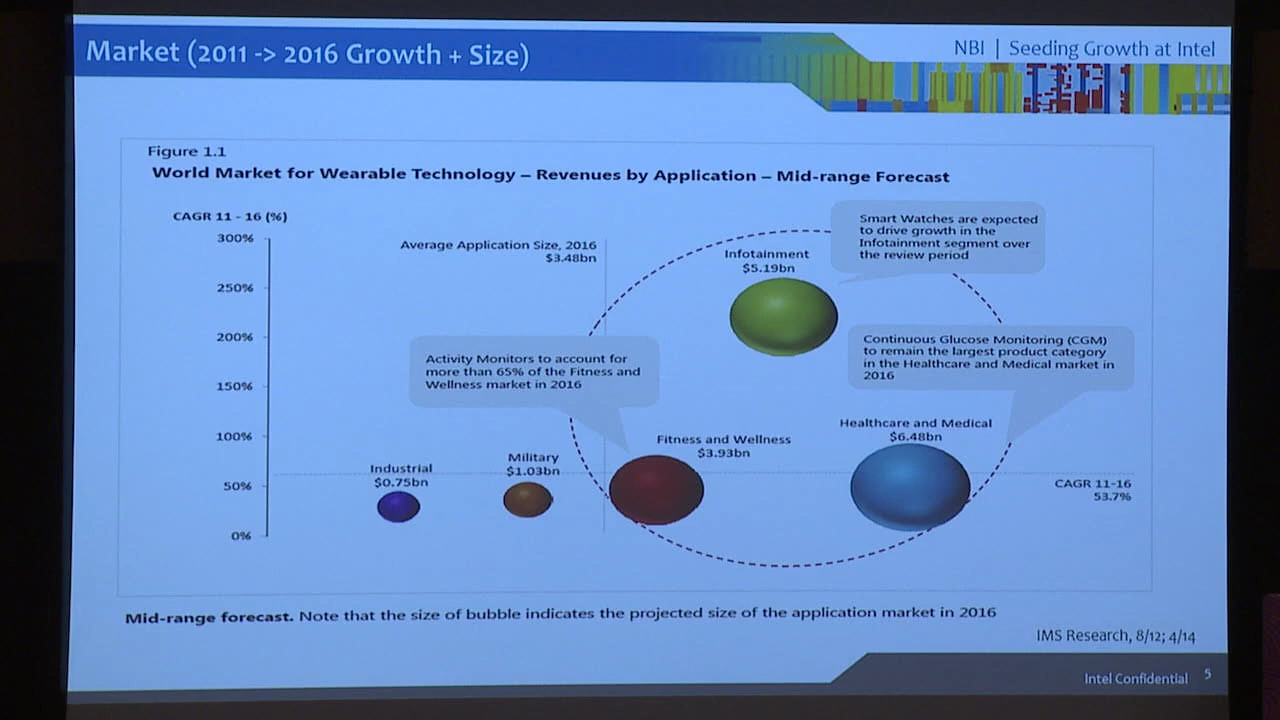 Market (2011 -> 2016 Growth + Size)
NBI | Seeding Growth at Intel
Figure 1.1
World Market for Wearable Technology – Revenues by Application – Mid-range Forecast
CAGR 11 - 16 (%)
300%
250%
200%
150%
100%
50%
0%
Average Application Size, 2016
$3.48bn
Infotainment
$5.19bn
Smart Watches are expected
to drive growth in the
Infotainment segment over
the review period
Activity Monitors to account for
more than 65% of the Fitness and
Wellness market in 2016
Continuous Glucose Monitoring (CGM)
to remain the largest product category
in the Healthcare and Medical market in
2016
Industrial
$0.75bn
Military
$1.03bn
Fitness and Wellness
$3.93bn
Healthcare and Medical
$6.48bn
CAGR 11-16
53.7%
Mid-range forecast. Note that the size of bubble indicates the projected size of the application market in 2016
IMS Research, 8/12; 4/14
Intel Confidential 5